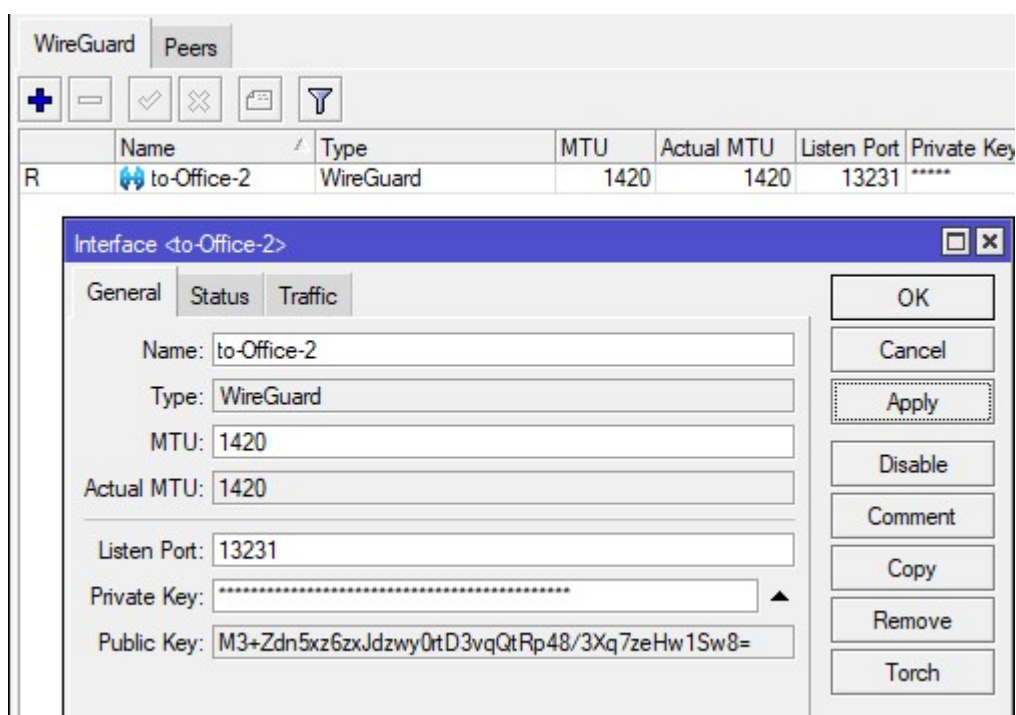 WireGuard Peers
Name Type MTU Actual MTU Listen Port Private Key
R to-Office-2 WireGuard 1420 1420 13231 *****
Interface <to-Office-2>
General Status Traffic
OK
Name: to-Office-2
Cancel
Type: WireGuard
Apply
MTU: 1420
Disable
Actual MTU: 1420
Comment
Listen Port: 13231
Copy
Private Key: ********************************************
Remove
Public Key: M3+Zdn5xz6zxJdzwy0rtD3vqQtRp48/3Xq7zeHw1Sw8=
Torch